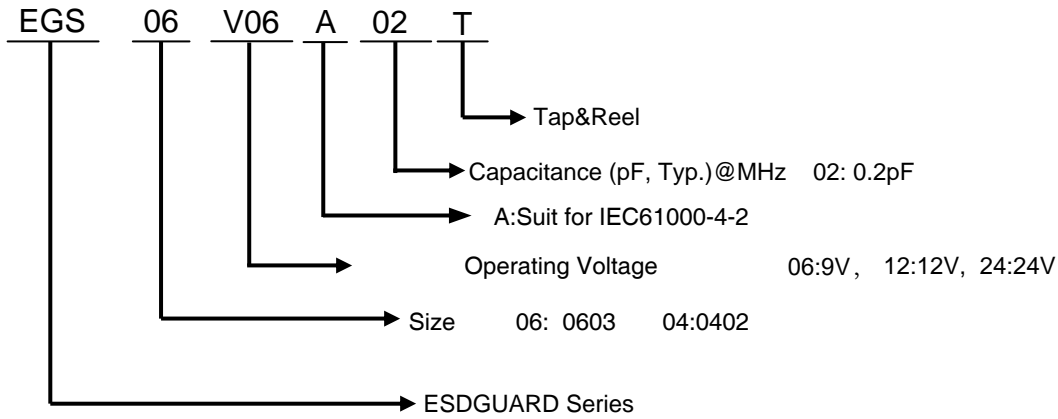 EGS 06 V06 A 02 T
Tap&Reel
Capacitance (pF, Typ.)@MHz 02: 0.2pF
A:Suit for IEC61000-4-2
Operating Voltage 06:9V， 12:12V, 24:24V
Size 06: 0603 04:0402
ESDGUARD Series